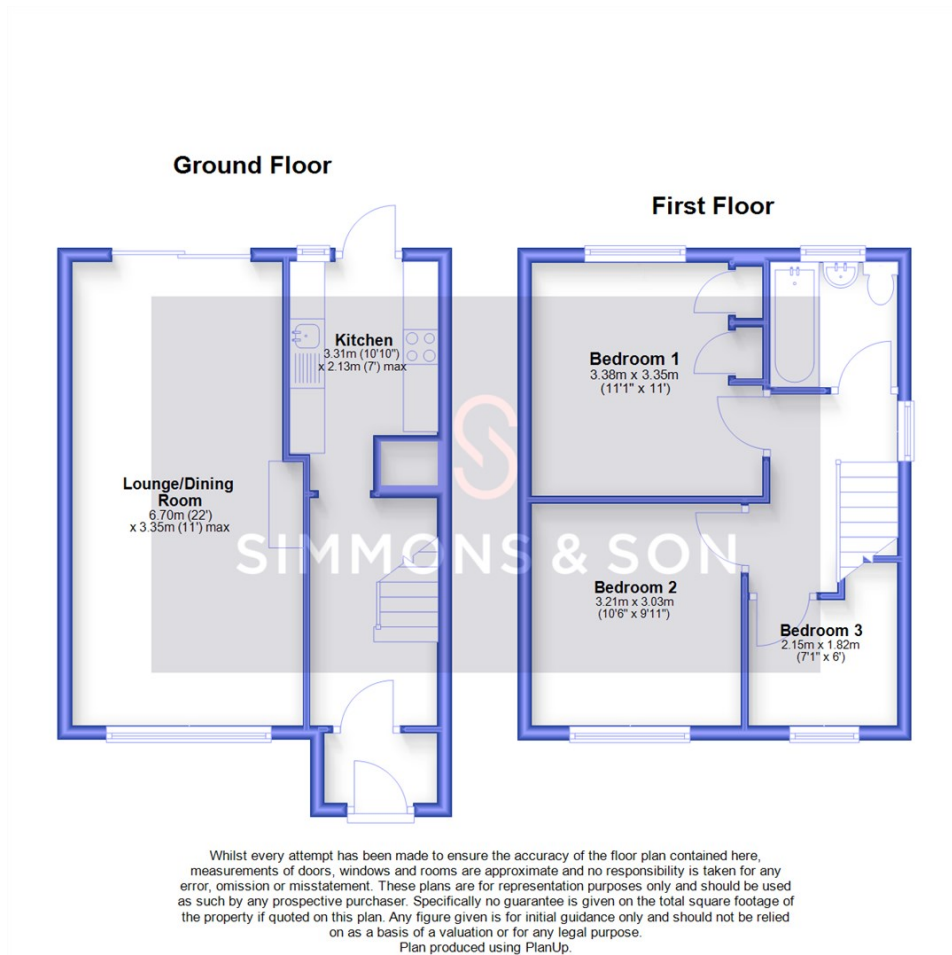 Ground Floor
First Floor
Kitchen
3.31m (10'10")
x 2.13m (7') max
Bedroom 1
3.38m x 3.35m
(11'1" x 11')
Lounge/Dining
Room
6.70m (22')
x 3.35m (11') max
SIMMONS & SON
Bedroom 2
3.21m x 3.03m
(10'6" x 9'11")
Bedroom 3
2.15m x 1.82m
(7'1" x 6')
Whilst every attempt has been made to ensure the accuracy of the floor plan contained here,
measurements of doors, windows and rooms are approximate and no responsibility is taken for any
error, omission or misstatement. These plans are for representation purposes only and should be used
as such by any prospective purchaser. Specifically no guarantee is given on the total square footage of
the property if quoted on this plan. Any figure given is for initial guidance only and should not be relied
on as a basis of a valuation or for any legal purpose.
Plan produced using PlanUp.